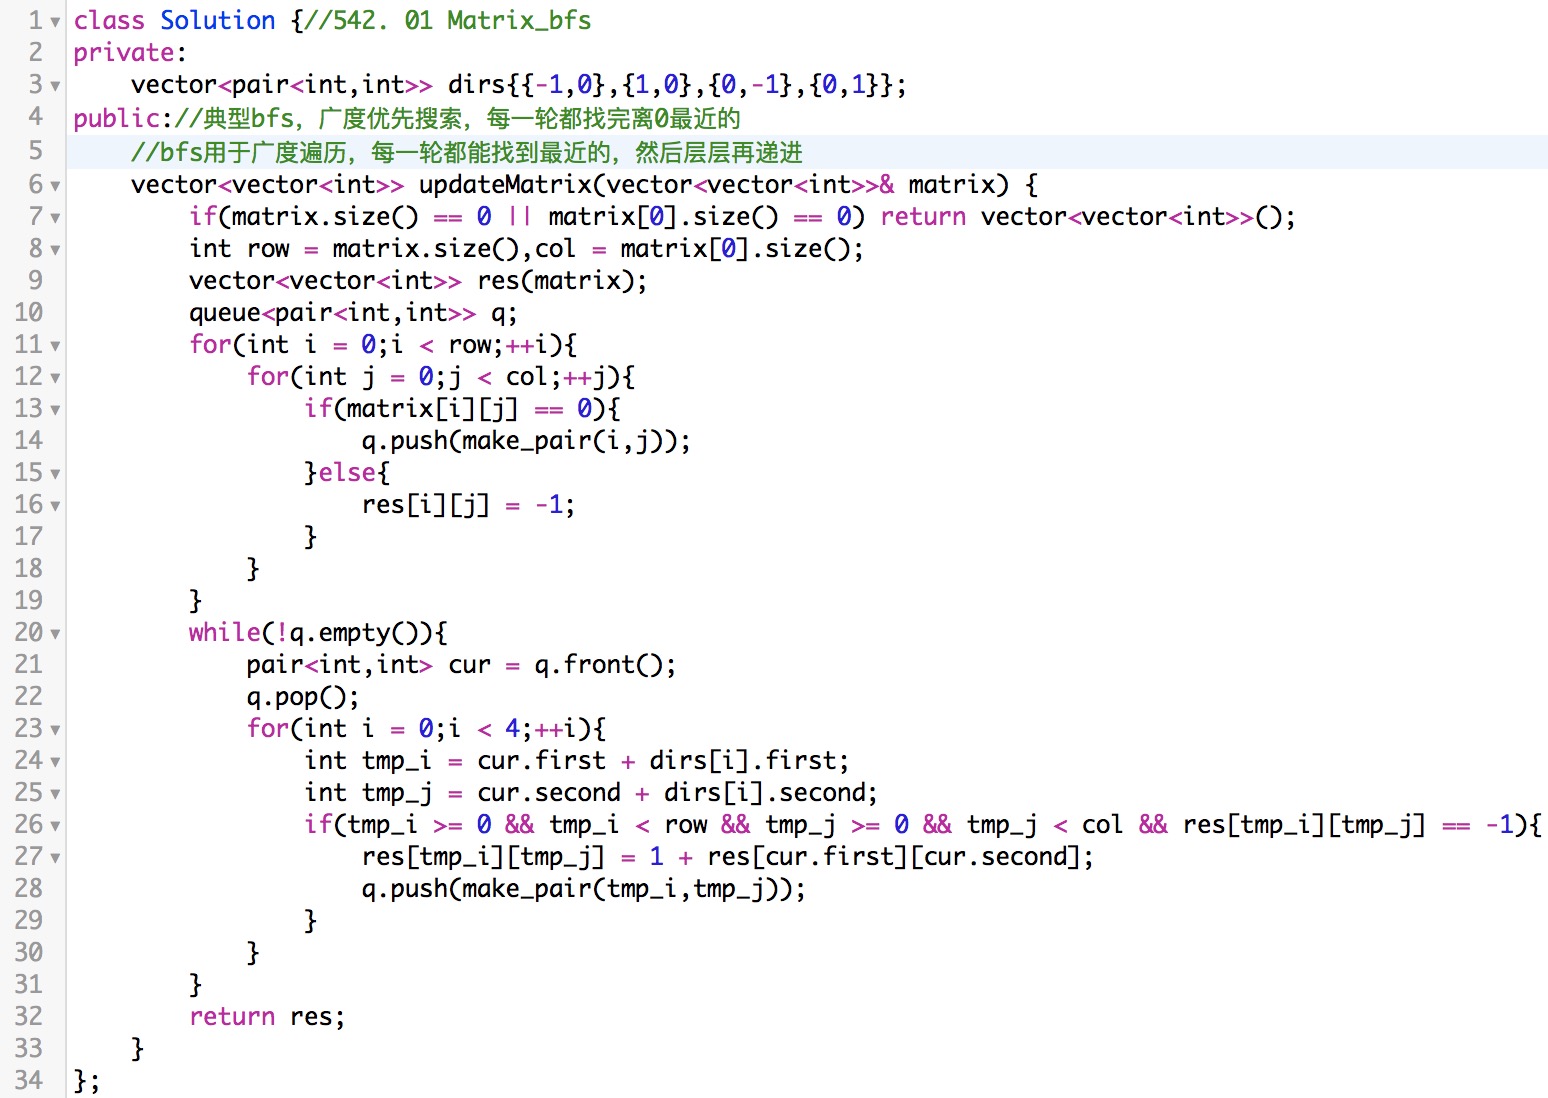 1 class Solution {//542. 01 Matrix_bfs
2 private:
3     vector<pair<int,int>> dirs{{-1,0},{1,0},{0,-1},{0,1}};
4 public://典型bfs，广度优先搜索，每一轮都找完离0最近的
5     //bfs用于广度遍历，每一轮都能找到最近的，然后层层再递进
6     vector<vector<int>> updateMatrix(vector<vector<int>>& matrix) {
7         if(matrix.size() == 0 || matrix[0].size() == 0) return vector<vector<int>>();
8         int row = matrix.size(),col = matrix[0].size();
9         vector<vector<int>> res(matrix);
10         queue<pair<int,int>> q;
11         for(int i = 0;i < row;++i){
12             for(int j = 0;j < col;++j){
13                 if(matrix[i][j] == 0){
14                     q.push(make_pair(i,j));
15                 }else{
16                     res[i][j] = -1;
17                 }
18             }
19         }
20         while(!q.empty()){
21             pair<int,int> cur = q.front();
22             q.pop();
23             for(int i = 0;i < 4;++i){
24                 int tmp_i = cur.first + dirs[i].first;
25                 int tmp_j = cur.second + dirs[i].second;
26                 if(tmp_i >= 0 && tmp_i < row && tmp_j >= 0 && tmp_j < col && res[tmp_i][tmp_j] == -1){
27                     res[tmp_i][tmp_j] = 1 + res[cur.first][cur.second];
28                     q.push(make_pair(tmp_i,tmp_j));
29                 }
30             }
31         }
32         return res;
33     }
34 };